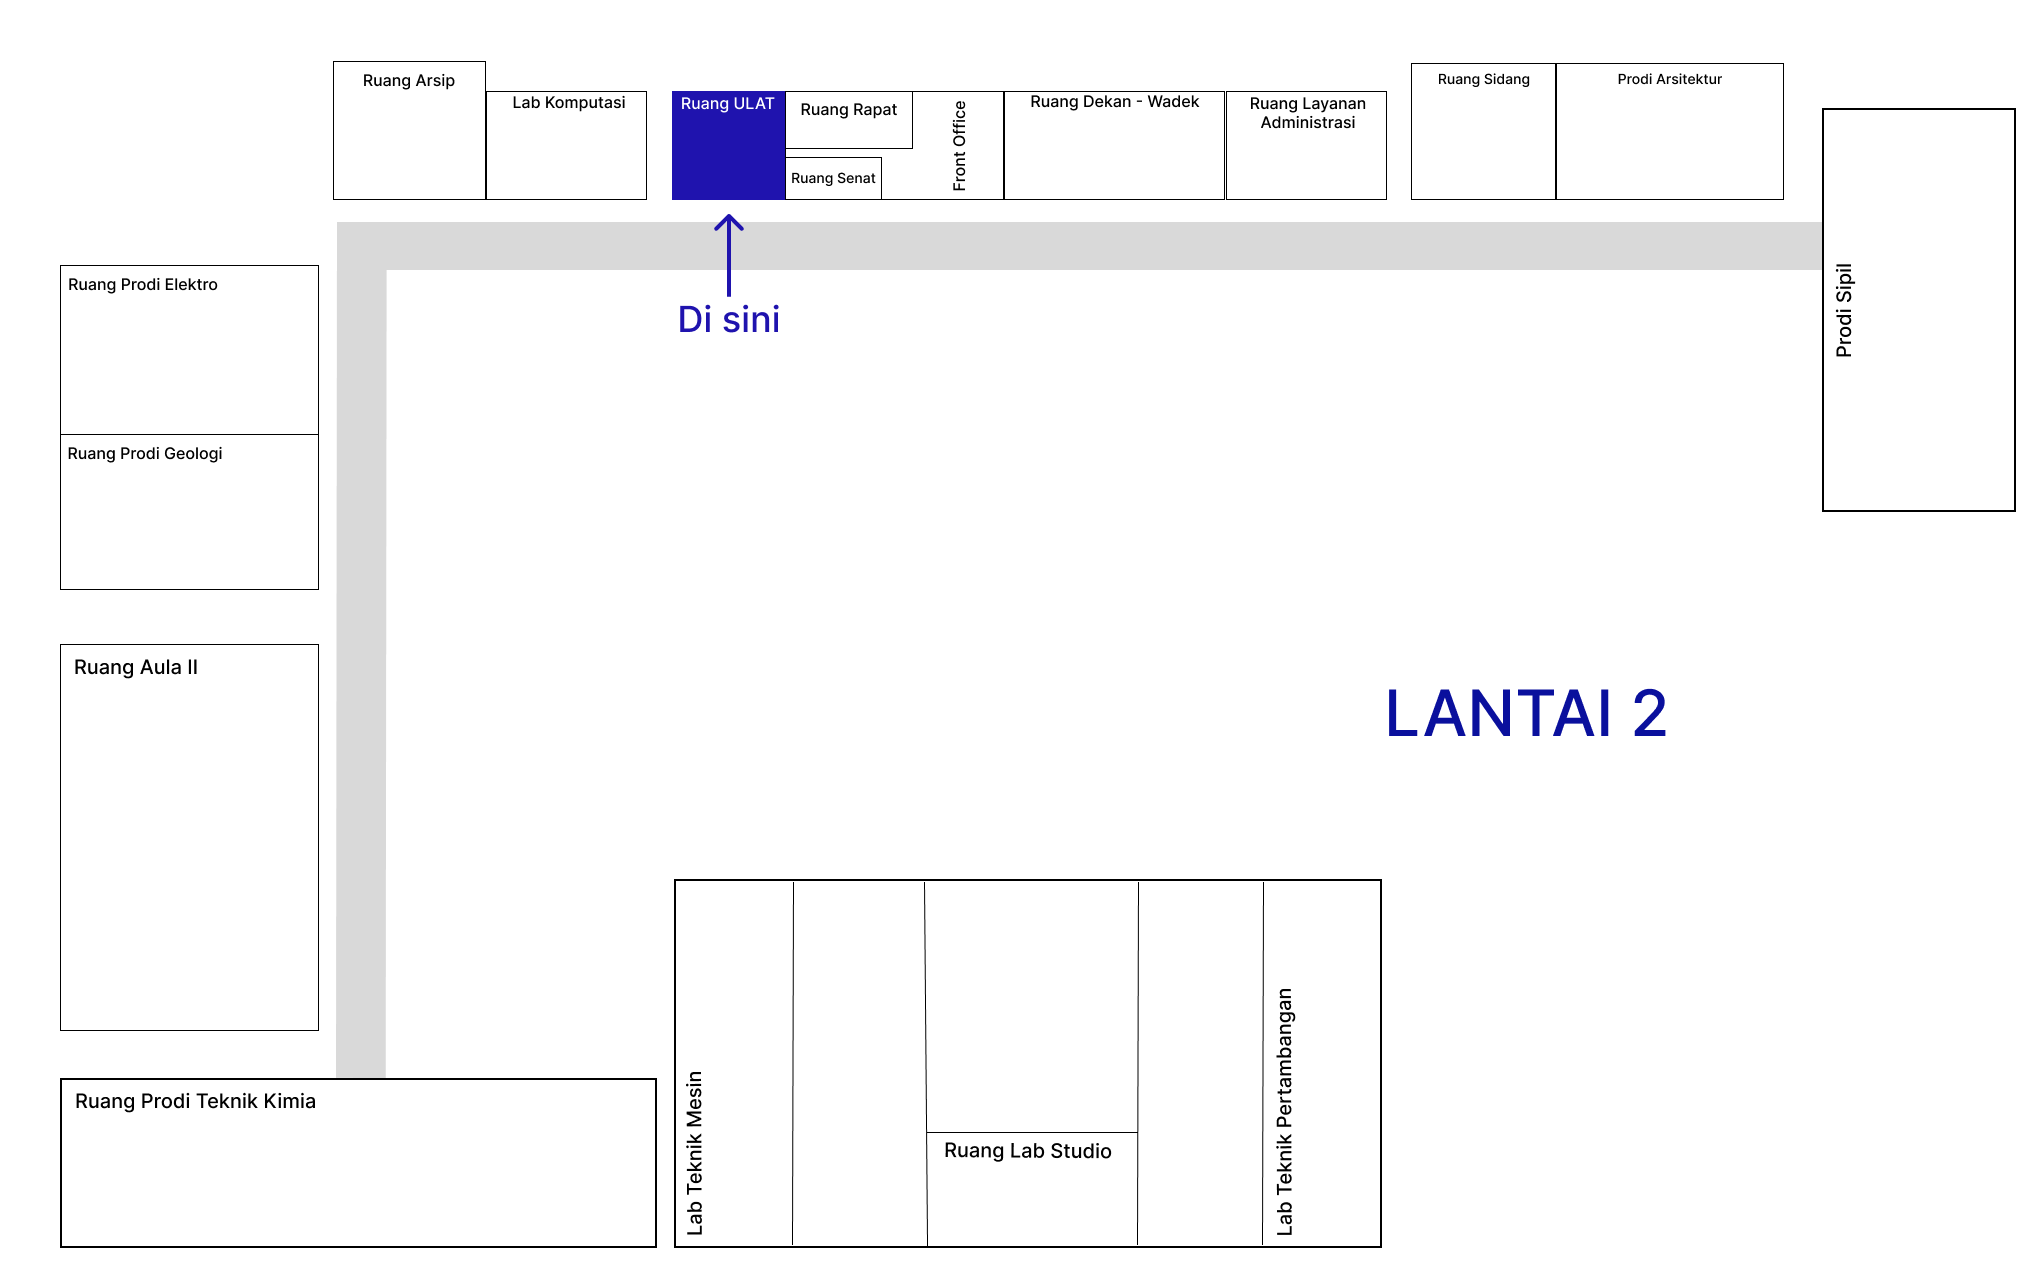 Ruang Arsip
Lab Komputasi
Ruang ULAT
Ruang Rapat
Ruang Senat
Front Office
Ruang Dekan - Wadek
Ruang Layanan
Administrasi
Ruang Sidang
Prodi Arsitektur
Prodi Sipil
Di sini
Ruang Prodi Elektro
Ruang Prodi Geologi
Ruang Aula II
LANTAI 2
Ruang Prodi Teknik Kimia
Lab Teknik Mesin
Ruang Lab Studio
Lab Teknik Pertambangan